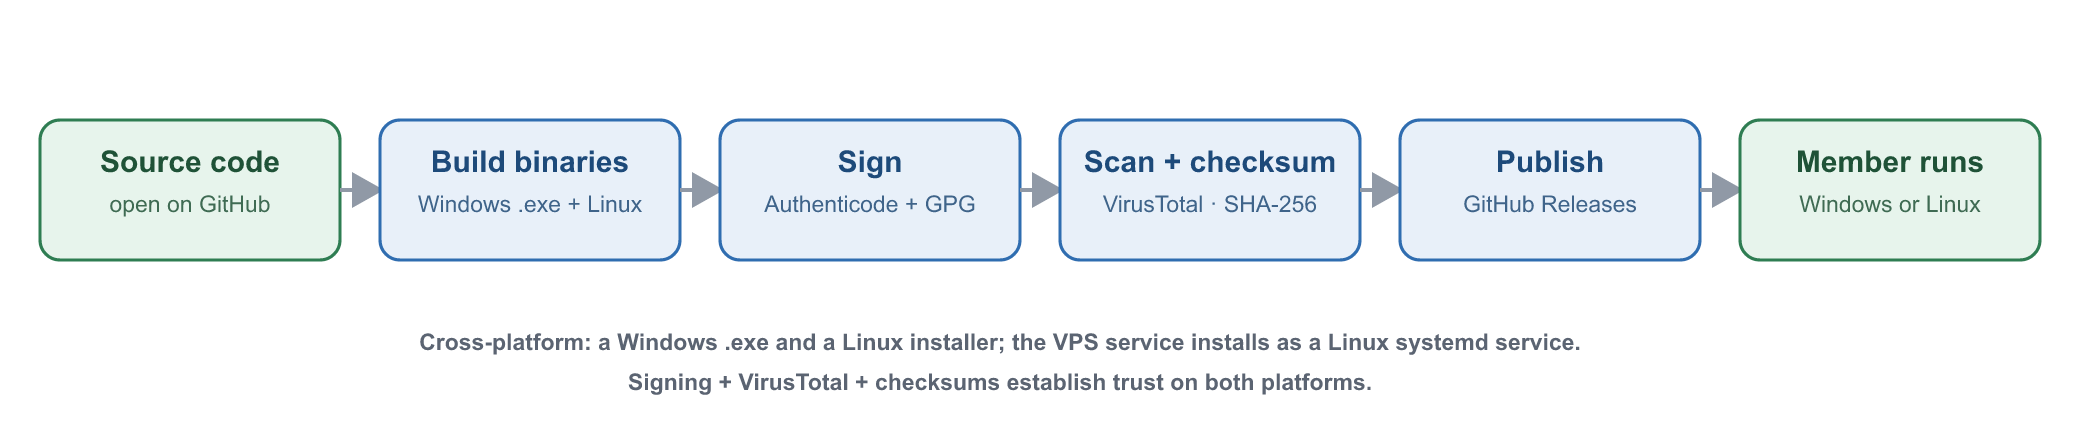 Source code
open on GitHub
Build binaries
Windows .exe + Linux
Sign
Authenticode + GPG
Scan + checksum
VirusTotal · SHA-256
Publish
GitHub Releases
Member runs
Windows or Linux
Cross-platform: a Windows .exe and a Linux installer; the VPS service installs as a Linux systemd service.
Signing + VirusTotal + checksums establish trust on both platforms.